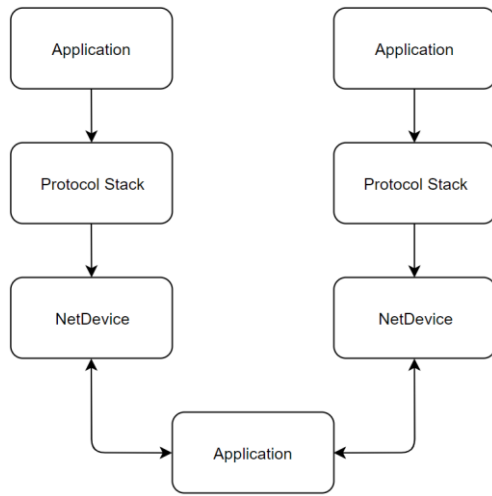 Application
Application
Protocol Stack
Protocol Stack
NetDevice
NetDevice
Application